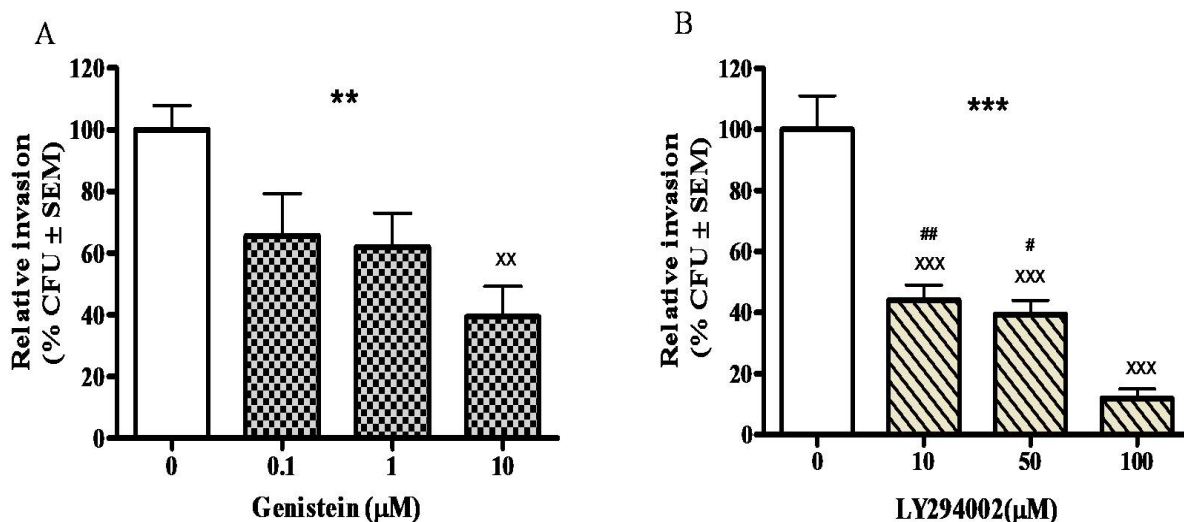 A
Relative invasion
(% CFU ± SEM)
120
100
80
60
40
20
0
**
xx
0
0.1
1
10
Genistein (μM)
B
Relative invasion
(% CFU ± SEM)
120
100
80
60
40
20
0
***
##
xxx
#
xxx
xxx
0
10
50
100
LY294002(μM)